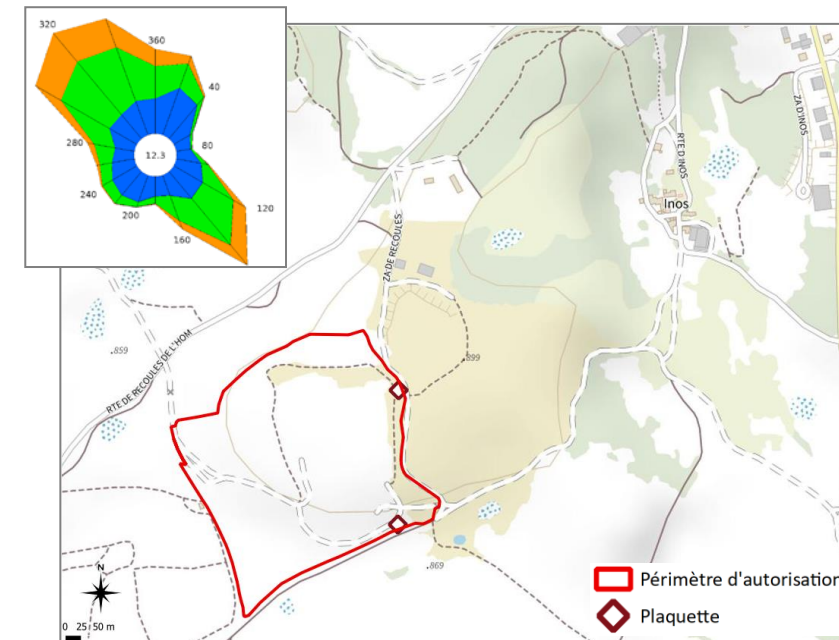 320
360
40
280
80
12.3
240
120
200
160
ZA D'INOS
RTE D'INOS
Inos
ZA DE RECOULES
.859
899
RTE DE RECOULES DE L'HOM
.869
N
0 25 50 m
Périmètre d'autorisation
Plaquette